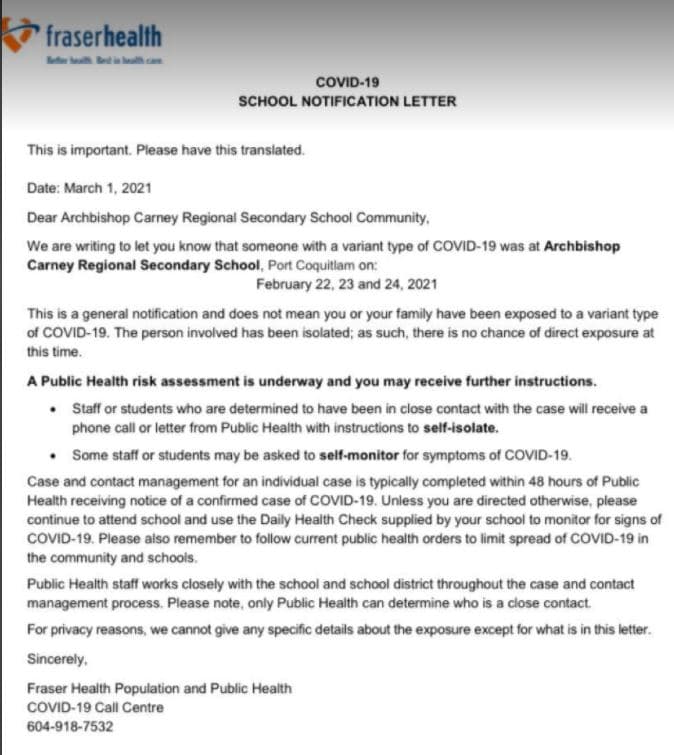 fraserhealth
Better health. Best in health care.
COVID-19
SCHOOL NOTIFICATION LETTER
This is important. Please have this translated.
Date: March 1, 2021
Dear Archbishop Carney Regional Secondary School Community,
We are writing to let you know that someone with a variant type of COVID-19 was at Archbishop
Carney Regional Secondary School, Port Coquitlam on:
February 22, 23 and 24, 2021
This is a general notification and does not mean you or your family have been exposed to a variant type
of COVID-19. The person involved has been isolated; as such, there is no chance of direct exposure at
this time.
A Public Health risk assessment is underway and you may receive further instructions.
• Staff or students who are determined to have been in close contact with the case will receive a
phone call or letter from Public Health with instructions to self-isolate.
• Some staff or students may be asked to self-monitor for symptoms of COVID-19.
Case and contact management for an individual case is typically completed within 48 hours of Public
Health receiving notice of a confirmed case of COVID-19. Unless you are directed otherwise, please
continue to attend school and use the Daily Health Check supplied by your school to monitor for signs of
COVID-19. Please also remember to follow current public health orders to limit spread of COVID-19 in
the community and schools.
Public Health staff works closely with the school and school district throughout the case and contact
management process. Please note, only Public Health can determine who is a close contact.
For privacy reasons, we cannot give any specific details about the exposure except for what is in this letter.
Sincerely,
Fraser Health Population and Public Health
COVID-19 Call Centre
604-918-7532